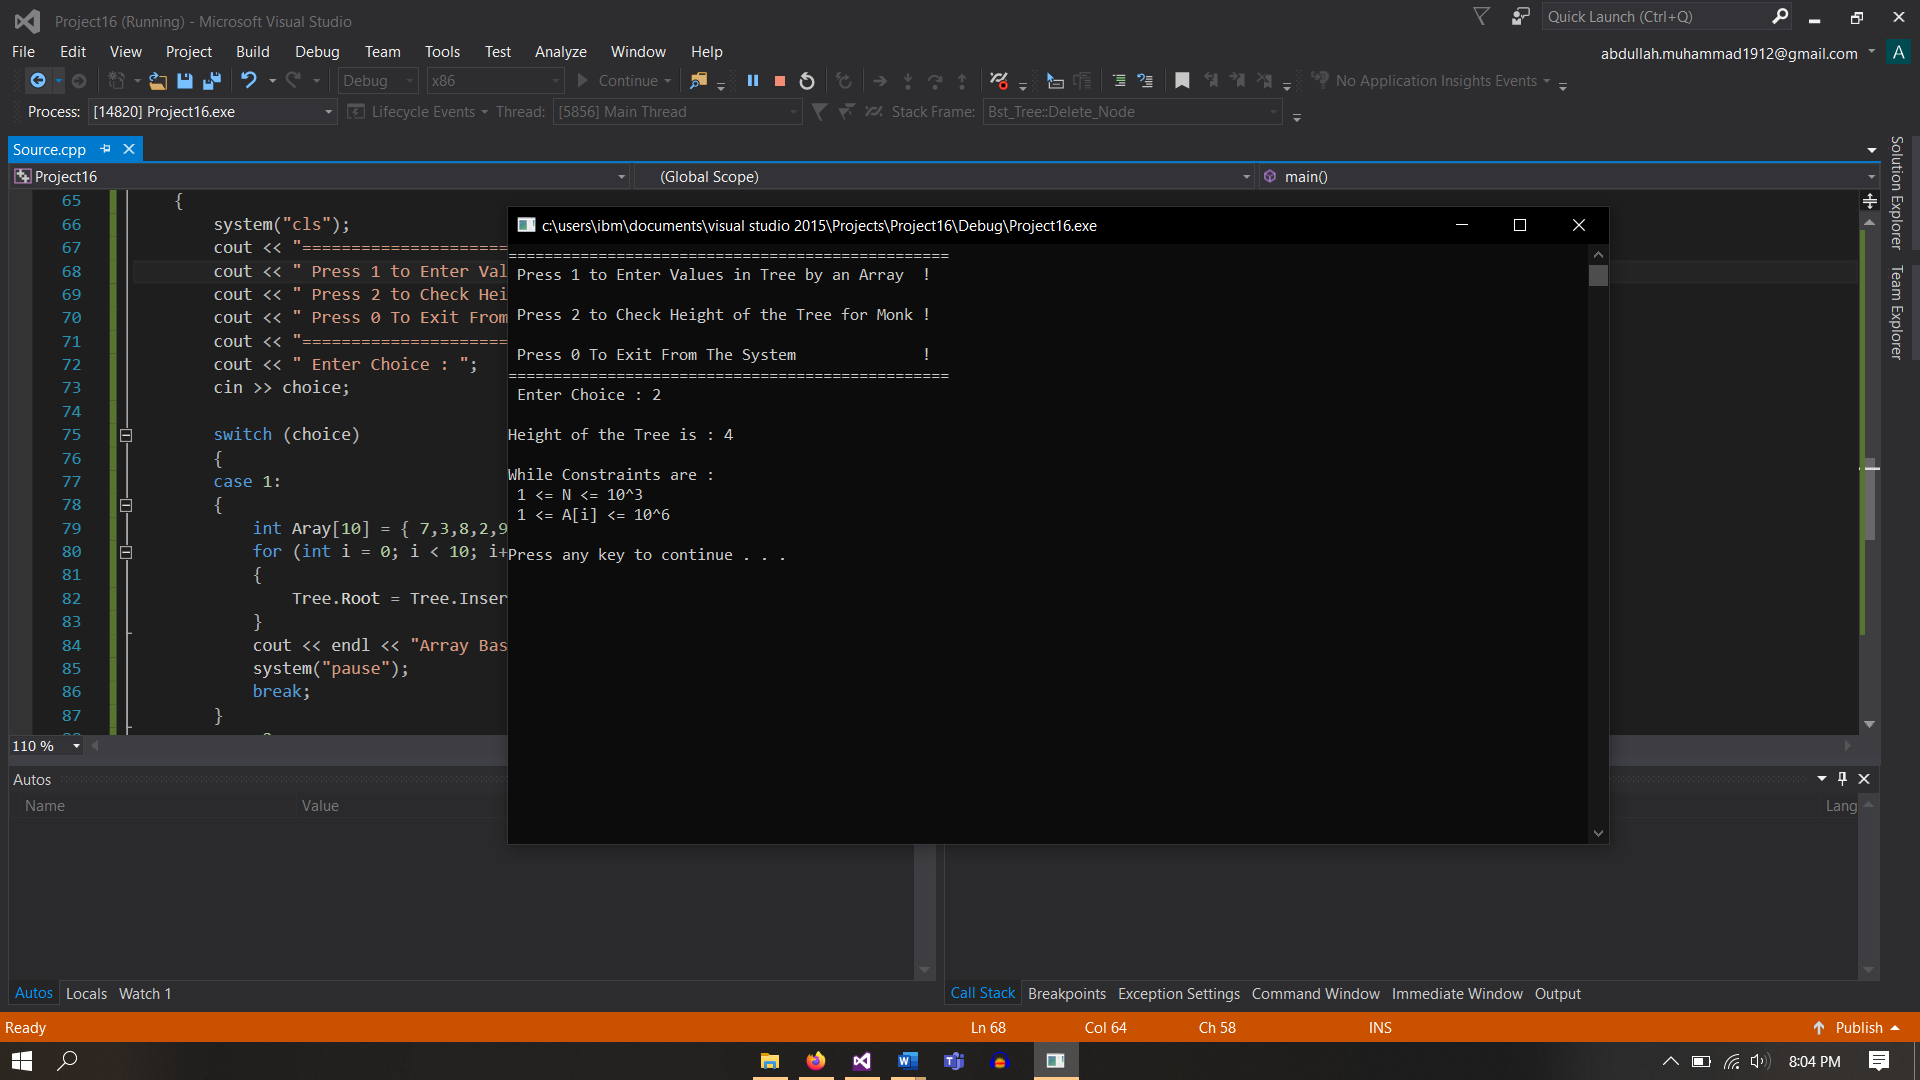 Project16 (Running) - Microsoft Visual Studio
Quick Launch (Ctrl+Q)
File Edit View Project Build Debug Team Tools Test Analyze Window Help
abdullah.muhammad1912@gmail.com A
Debug x86 Continue No Application Insights Events
Process: [14820] Project16.exe Lifecycle Events Thread: [5856] Main Thread Stack Frame: Bst_Tree::Delete_Node
Source.cpp
Project16 (Global Scope) main()
65 {
66 system("cls");
67 cout << "=====================
68 cout << " Press 1 to Enter Val
69 cout << " Press 2 to Check Hei
70 cout << " Press 0 To Exit From
71 cout << "=====================
72 cout << " Enter Choice : ";
73 cin >> choice;
74
75 switch (choice)
76 {
77 case 1:
78 {
79 int Aray[10] = { 7,3,8,2,9
80 for (int i = 0; i < 10; i+
81 {
82 Tree.Root = Tree.Inser
83 }
84 cout << endl << "Array Bas
85 system("pause");
86 break;
87 }
c:\users\ibm\documents\visual studio 2015\Projects\Project16\Debug\Project16.exe
=================================================
Press 1 to Enter Values in Tree by an Array !
Press 2 to Check Height of the Tree for Monk !
Press 0 To Exit From The System !
=================================================
Enter Choice : 2
Height of the Tree is : 4
While Constraints are :
1 <= N <= 10^3
1 <= A[i] <= 10^6
Press any key to continue . . .
Solution Explorer
Team Explorer
110 %
Autos
Name Value
Lang
Autos Locals Watch 1
Call Stack Breakpoints Exception Settings Command Window Immediate Window Output
Ready Ln 68 Col 64 Ch 58 INS Publish
8:04 PM